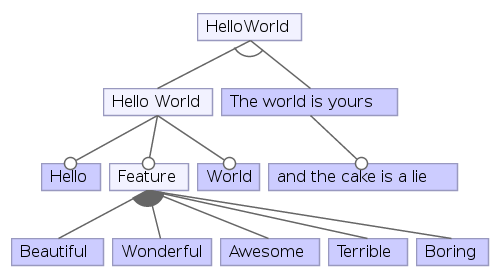 HelloWorld
Hello World
The world is yours
Hello
Feature
World
and the cake is a lie
Beautiful
Wonderful
Awesome
Terrible
Boring